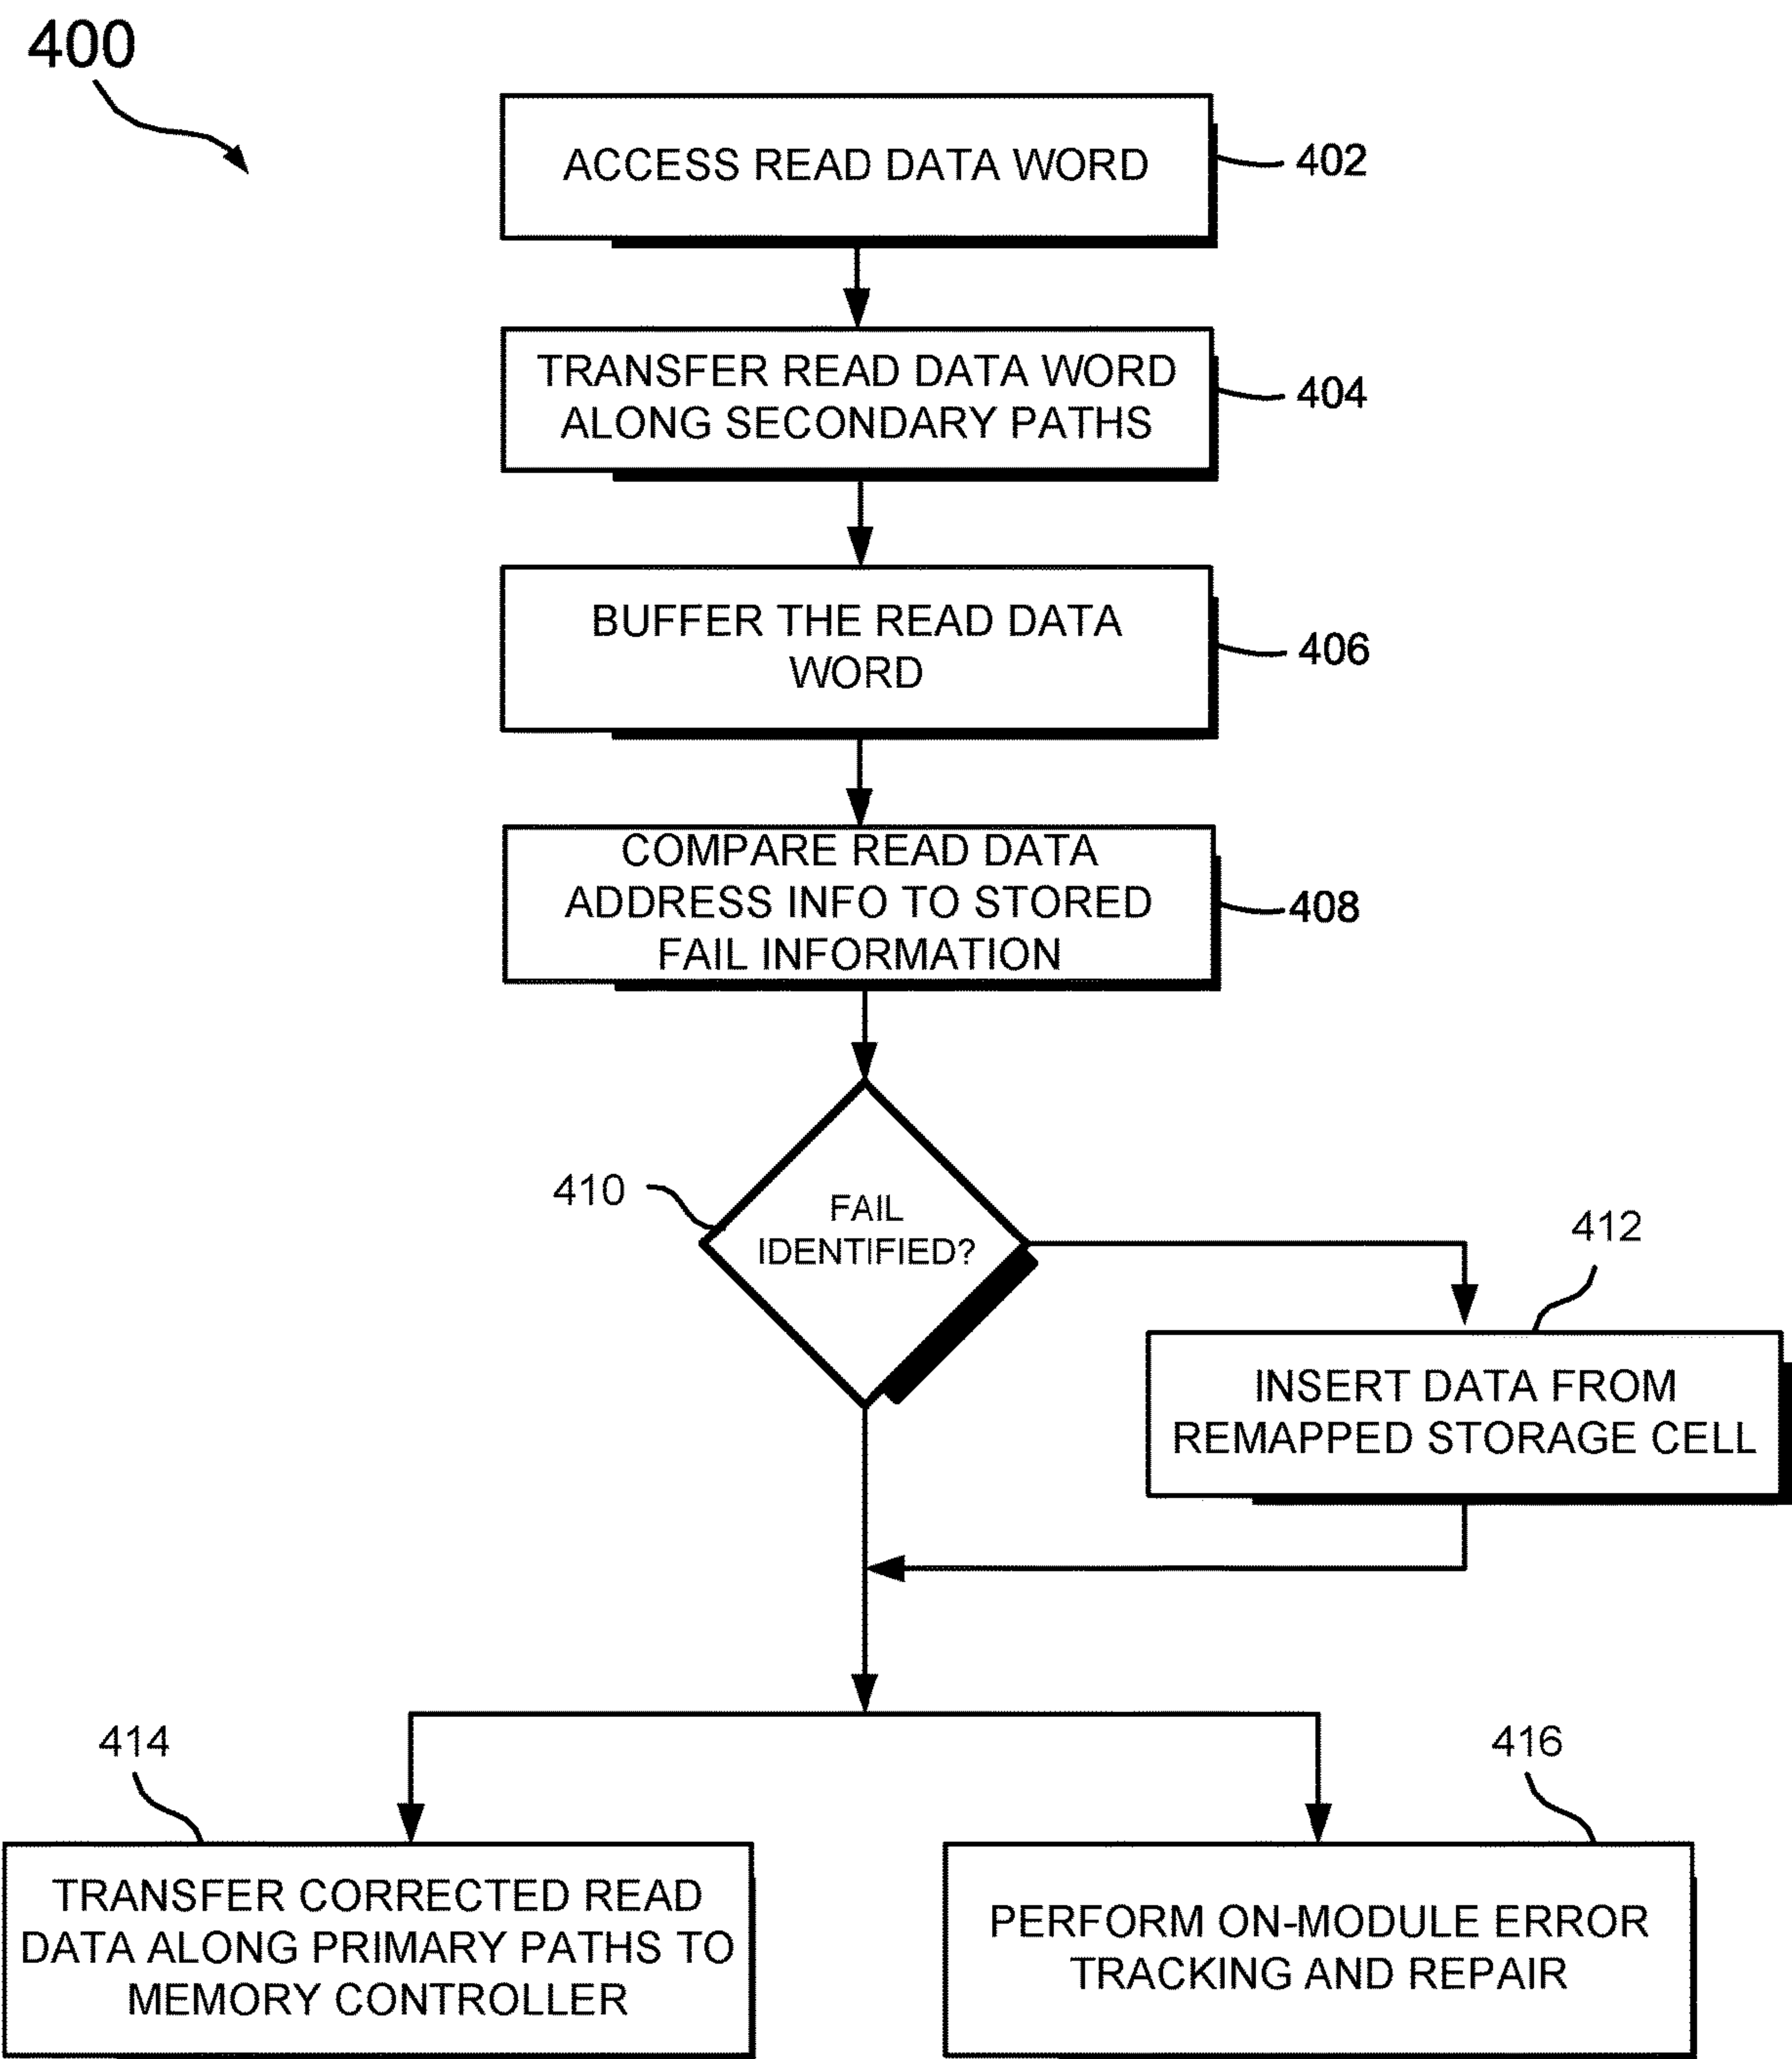 400
ACCESS READ DATA WORD
402
TRANSFER READ DATA WORD
ALONG SECONDARY PATHS
404
BUFFER THE READ DATA
WORD
406
COMPARE READ DATA
ADDRESS INFO TO STORED
FAIL INFORMATION
408
410
FAIL
IDENTIFIED?
412
INSERT DATA FROM
REMAPPED STORAGE CELL
414
TRANSFER CORRECTED READ
DATA ALONG PRIMARY PATHS TO
MEMORY CONTROLLER
416
PERFORM ON-MODULE ERROR
TRACKING AND REPAIR